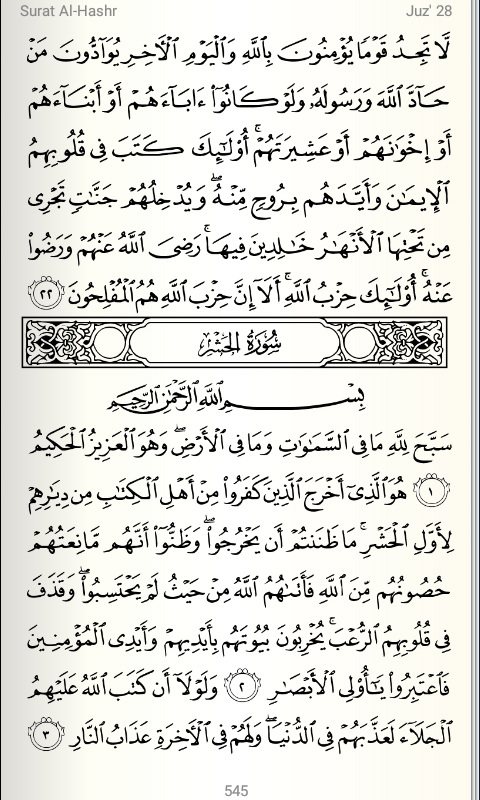 Surat Al-Hashr
Juz' 28
لَّا تَجِدُ قَوْمًا يُؤْمِنُونَ بِٱللَّهِ وَٱلْيَوْمِ ٱلْـَٔاخِرِ يُوَآدُّونَ مَنْ
حَآدَّ ٱللَّهَ وَرَسُولَهُۥ وَلَوْ كَانُوٓا۟ ءَابَآءَهُمْ أَوْ أَبْنَآءَهُمْ
أَوْ إِخْوَٰنَهُمْ أَوْ عَشِيرَتَهُمْ ۚ أُو۟لَـٰٓئِكَ كَتَبَ فِى قُلُوبِهِمُ
ٱلْإِيمَـٰنَ وَأَيَّدَهُم بِرُوحٍ مِّنْهُ ۖ وَيُدْخِلُهُمْ جَنَّـٰتٍ تَجْرِى
مِن تَحْتِهَا ٱلْأَنْهَـٰرُ خَـٰلِدِينَ فِيهَا ۚ رَضِىَ ٱللَّهُ عَنْهُمْ وَرَضُوا۟
عَنْهُ ۚ أُو۟لَـٰٓئِكَ حِزْبُ ٱللَّهِ ۚ أَلَآ إِنَّ حِزْبَ ٱللَّهِ هُمُ ٱلْمُفْلِحُونَ ٢٢
سُورَةُ الحَشْرِ
بِسْمِ ٱللَّهِ ٱلرَّحْمَـٰنِ ٱلرَّحِيمِ
سَبَّحَ لِلَّهِ مَا فِى ٱلسَّمَـٰوَٰتِ وَمَا فِى ٱلْأَرْضِ ۖ وَهُوَ ٱلْعَزِيزُ ٱلْحَكِيمُ
١ هُوَ ٱلَّذِىٓ أَخْرَجَ ٱلَّذِينَ كَفَرُوا۟ مِنْ أَهْلِ ٱلْكِتَـٰبِ مِن دِيَـٰرِهِمْ
لِأَوَّلِ ٱلْحَشْرِ ۚ مَا ظَنَنتُمْ أَن يَخْرُجُوا۟ ۖ وَظَنُّوٓا۟ أَنَّهُم مَّانِعَتُهُمْ
حُصُونُهُم مِّنَ ٱللَّهِ فَأَتَىٰهُمُ ٱللَّهُ مِنْ حَيْثُ لَمْ يَحْتَسِبُوا۟ ۖ وَقَذَفَ
فِى قُلُوبِهِمُ ٱلرُّعْبَ ۚ يُخْرِبُونَ بُيُوتَهُم بِأَيْدِيهِمْ وَأَيْدِى ٱلْمُؤْمِنِينَ
فَٱعْتَبِرُوا۟ يَـٰٓأُو۟لِى ٱلْأَبْصَـٰرِ ٢ وَلَوْلَآ أَن كَتَبَ ٱللَّهُ عَلَيْهِمُ
ٱلْجَلَآءَ لَعَذَّبَهُمْ فِى ٱلدُّنْيَا ۖ وَلَهُمْ فِى ٱلْـَٔاخِرَةِ عَذَابُ ٱلنَّارِ ٣
545